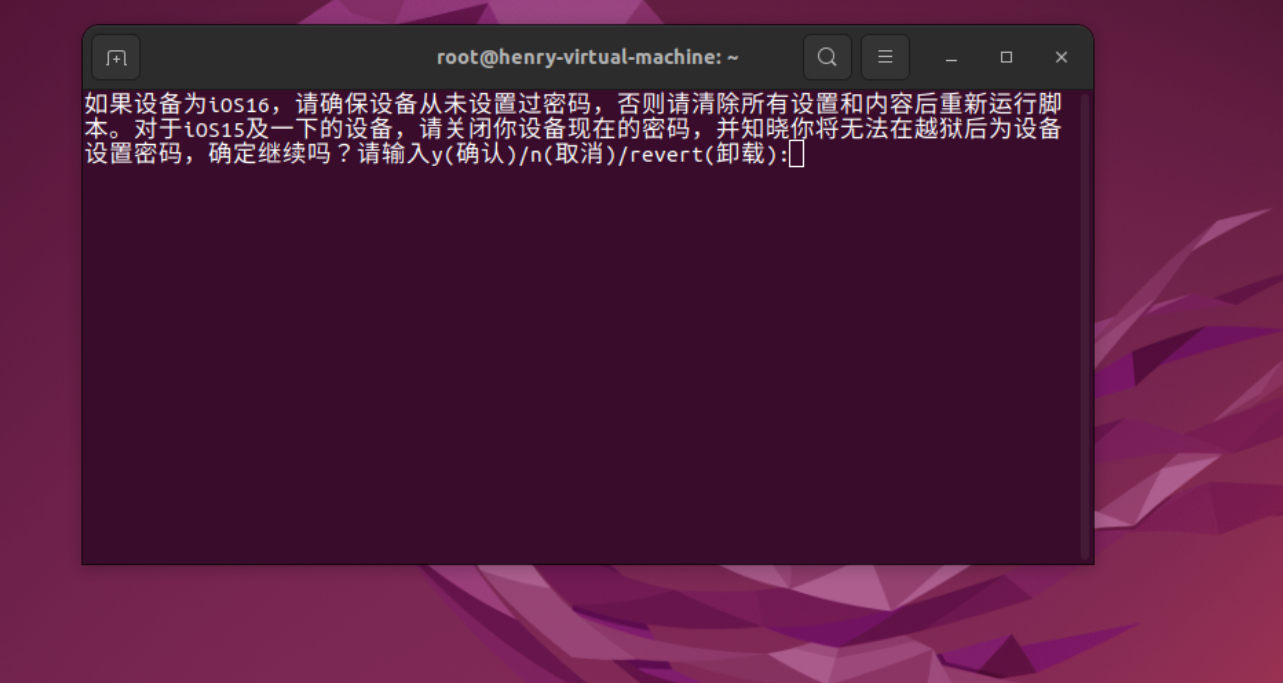 root@henry-virtual-machine: ~
如果设备为iOS16，请确保设备从未设置过密码，否则请清除所有设置和内容后重新运行脚
本。对于iOS15及一下的设备，请关闭你设备现在的密码，并知晓你将无法在越狱后为设备
设置密码，确定继续吗？请输入y(确认)/n(取消)/revert(卸载):